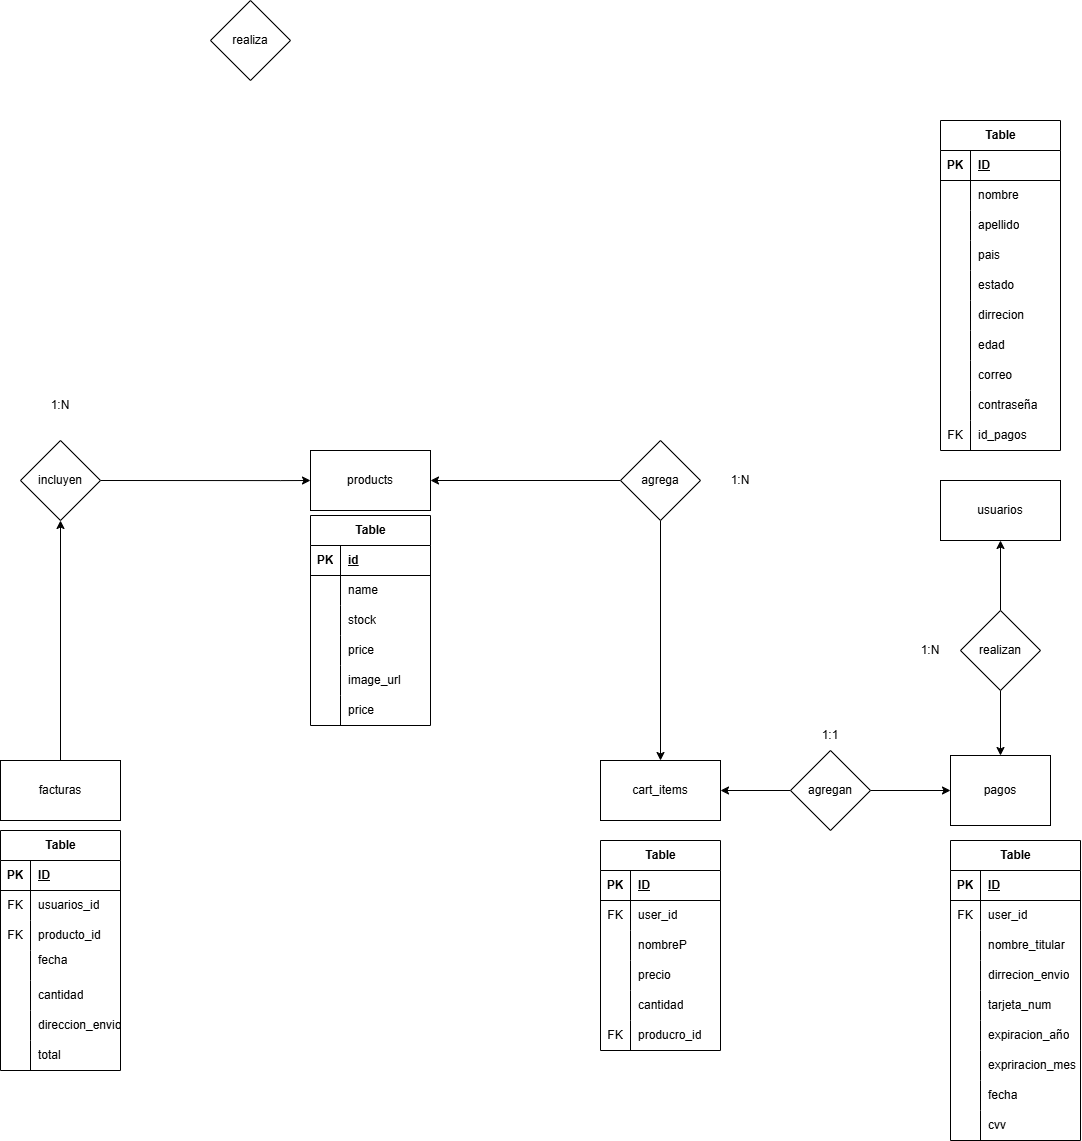 realiza
Table
PK ID
nombre
apellido
pais
estado
dirrecion
edad
correo
contraseña
FK id_pagos
1:N
incluyen
products
agrega
1:N
usuarios
Table
PK id
name
stock
price
image_url
price
1:N
realizan
1:1
facturas
cart_items
agregan
pagos
Table
PK ID
FK usuarios_id
FK producto_id
fecha
cantidad
direccion_envio
total
Table
PK ID
FK user_id
nombreP
precio
cantidad
FK producro_id
Table
PK ID
FK user_id
nombre_titular
dirrecion_envio
tarjeta_num
expiracion_año
expriracion_mes
fecha
cvv